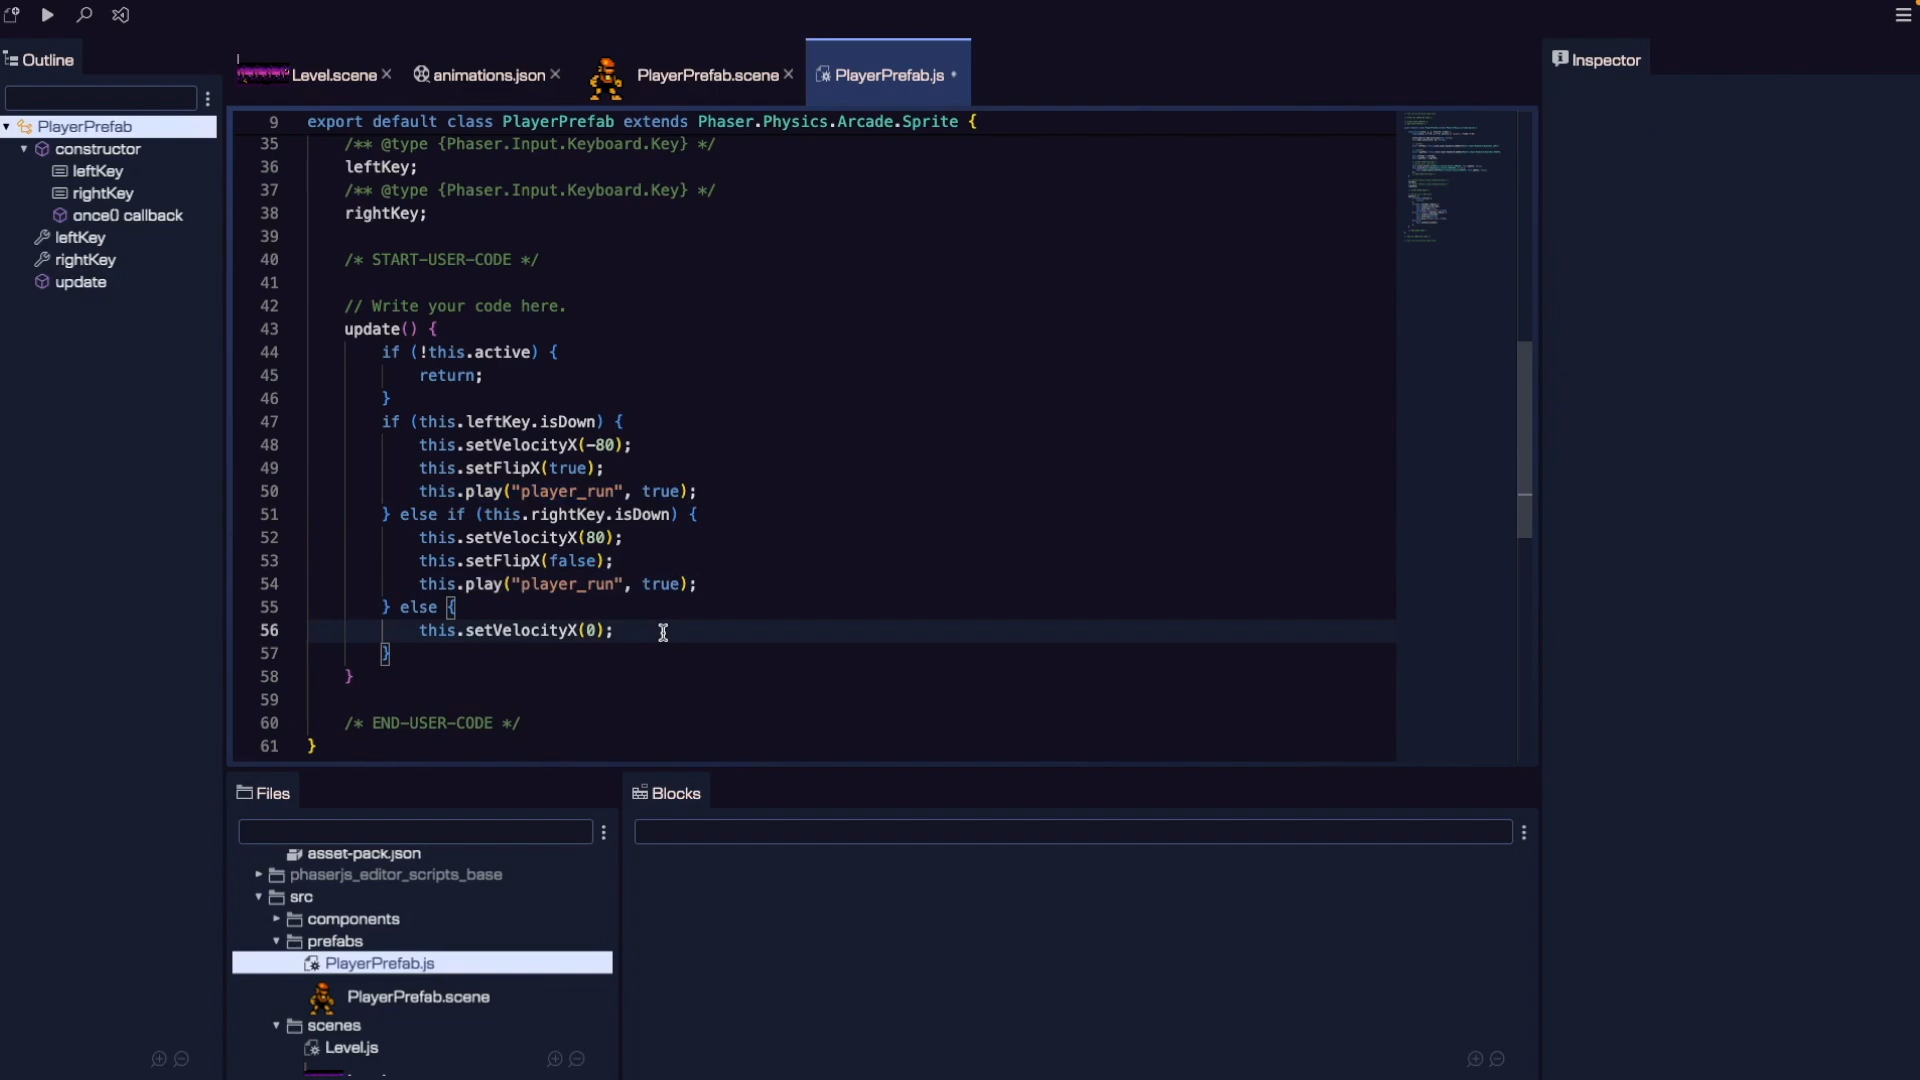 Outline
PlayerPrefab
constructor
leftKey
rightKey
once() callback
leftKey
rightKey
update
Level.scene
animations.json
PlayerPrefab.scene
PlayerPrefab.js
9 export default class PlayerPrefab extends Phaser.Physics.Arcade.Sprite {
35 /** @type {Phaser.Input.Keyboard.Key} */
36 leftKey;
37 /** @type {Phaser.Input.Keyboard.Key} */
38 rightKey;
39
40 /* START-USER-CODE */
41
42 // Write your code here.
43 update() {
44 if (!this.active) {
45 return;
46 }
47 if (this.leftKey.isDown) {
48 this.setVelocityX(-80);
49 this.setFlipX(true);
50 this.play("player_run", true);
51 } else if (this.rightKey.isDown) {
52 this.setVelocityX(80);
53 this.setFlipX(false);
54 this.play("player_run", true);
55 } else {
56 this.setVelocityX(0);
57 }
58 }
59
60 /* END-USER-CODE */
61 }
Files
asset-pack.json
phaserjs_editor_scripts_base
src
components
prefabs
PlayerPrefab.js
PlayerPrefab.scene
scenes
Level.js
Blocks
Inspector